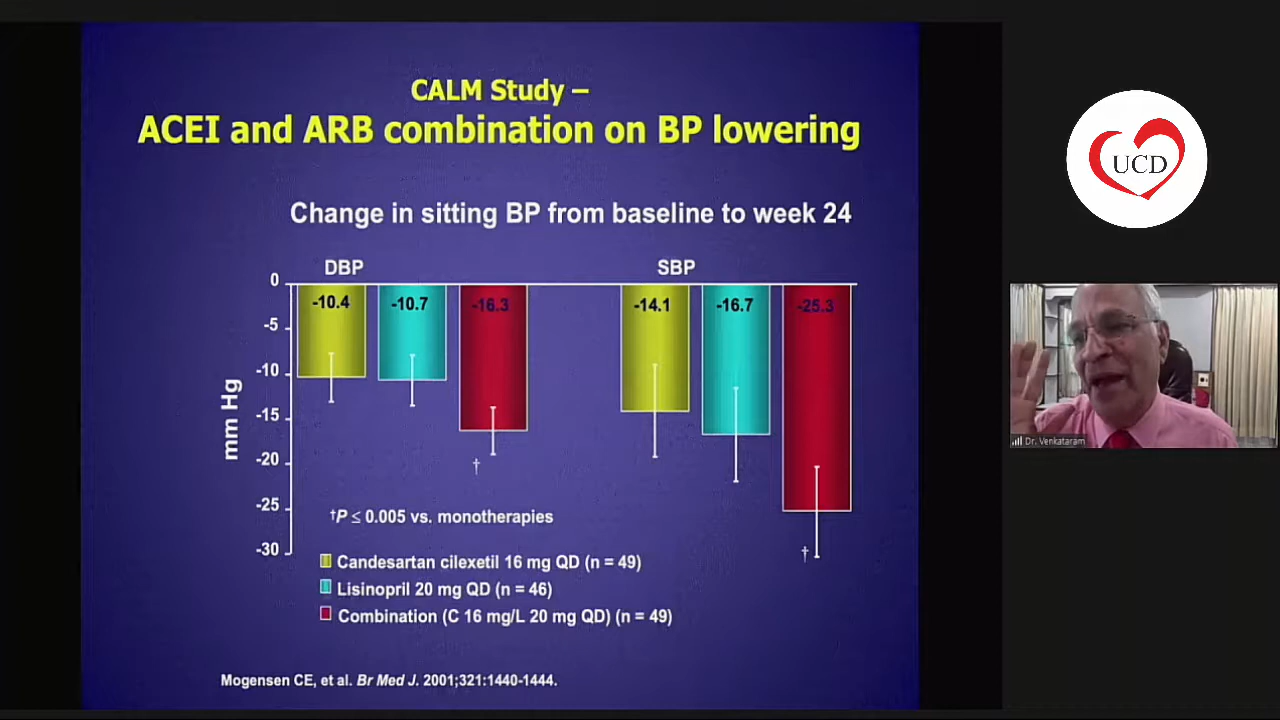 CALM Study –
ACEI and ARB combination on BP lowering
Change in sitting BP from baseline to week 24
DBP
SBP
0
-5
-10
-15
-20
-25
-30
mm Hg
-10.4
-10.7
-16.3
-14.1
-16.7
-25.3
†
†
†P ≤ 0.005 vs. monotherapies
Candesartan cilexetil 16 mg QD (n = 49)
Lisinopril 20 mg QD (n = 46)
Combination (C 16 mg/L 20 mg QD) (n = 49)
Mogensen CE, et al. Br Med J. 2001;321:1440-1444.
UCD
Dr. Venkataram